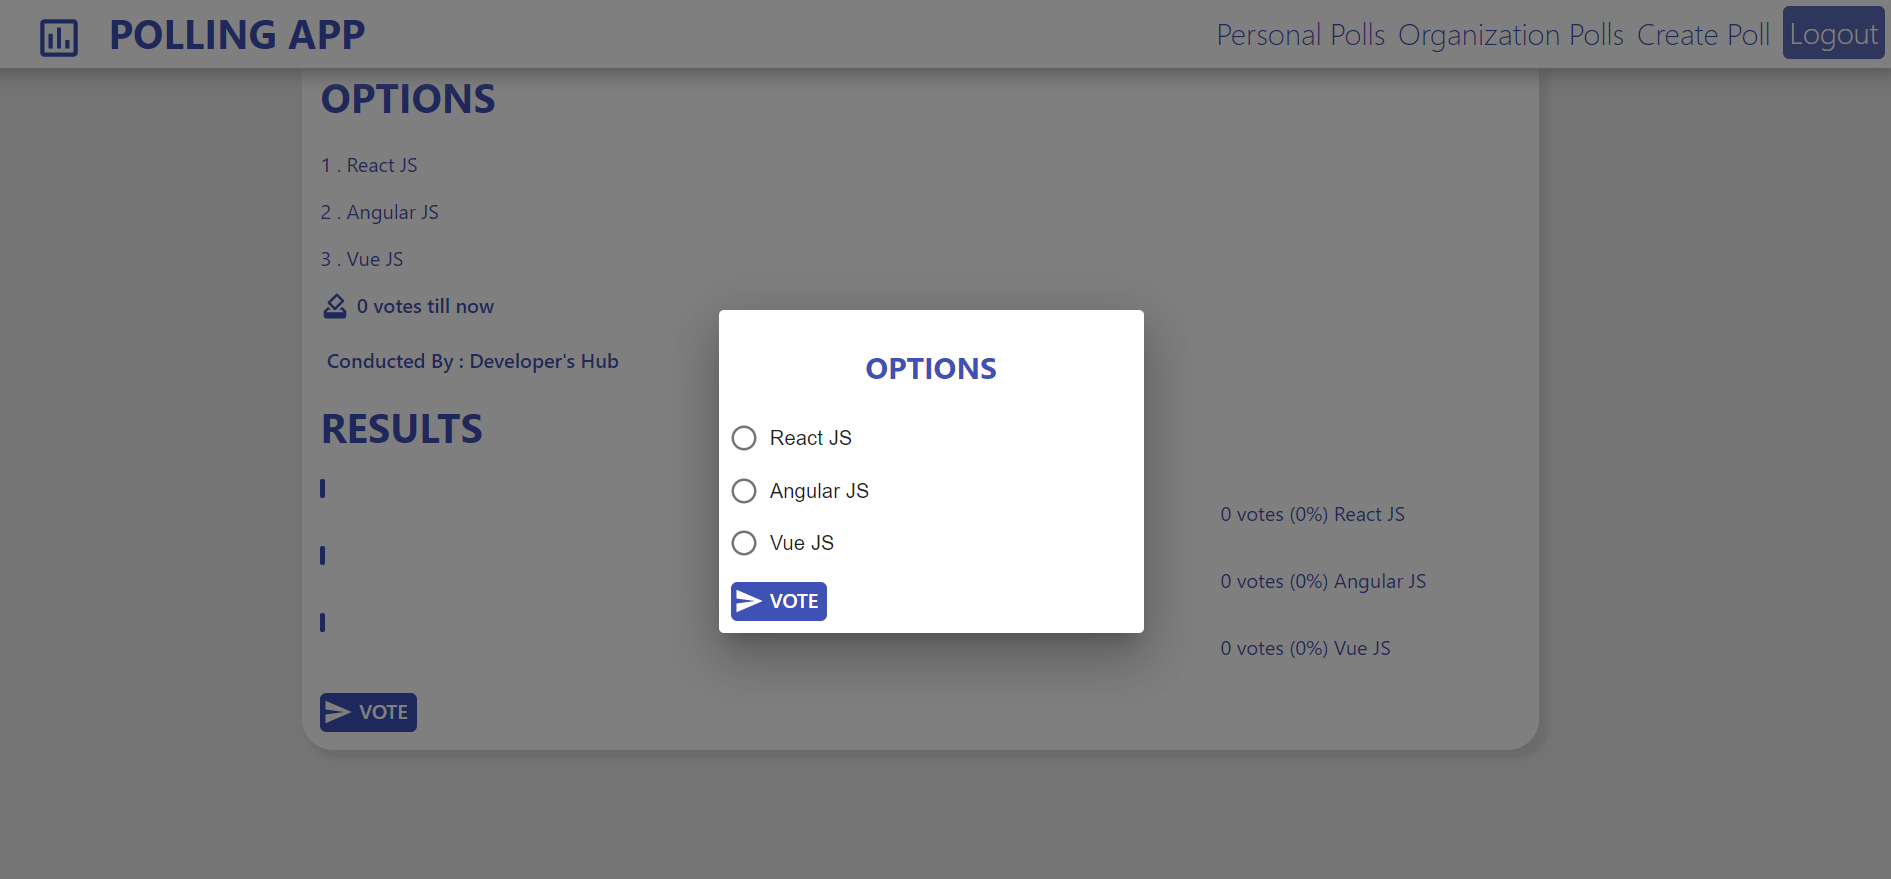 POLLING APP
Personal Polls Organization Polls Create Poll Logout
OPTIONS
1 . React JS
2 . Angular JS
3 . Vue JS
0 votes till now
Conducted By : Developer's Hub
RESULTS
0 votes (0%) React JS
0 votes (0%) Angular JS
0 votes (0%) Vue JS
VOTE
OPTIONS
React JS
Angular JS
Vue JS
VOTE